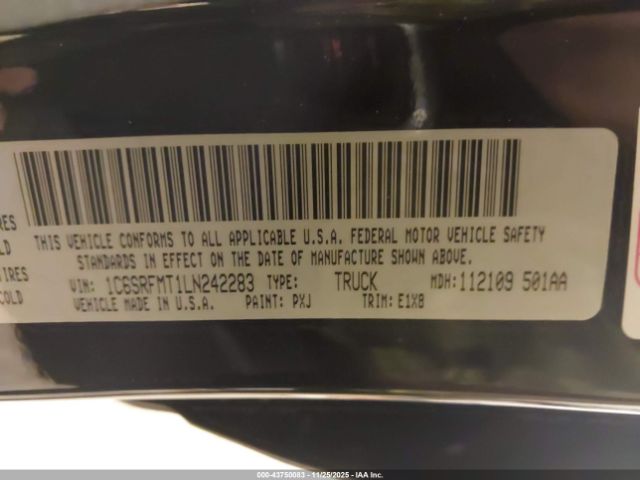 RES
LD
IRES
COLD
THIS VEHICLE CONFORMS TO ALL APPLICABLE U.S.A. FEDERAL MOTOR VEHICLE SAFETY
STANDARDS IN EFFECT ON THE DATE OF MANUFACTURE SHOWN ABOVE.
VIN: 1C6SRFMT1LN242283 TYPE: TRUCK MDH: 112109 501AA
VEHICLE MADE IN U.S.A. PAINT: PXJ TRIM: E1X8
000-43750083 - 11/25/2025 - IAA Inc.